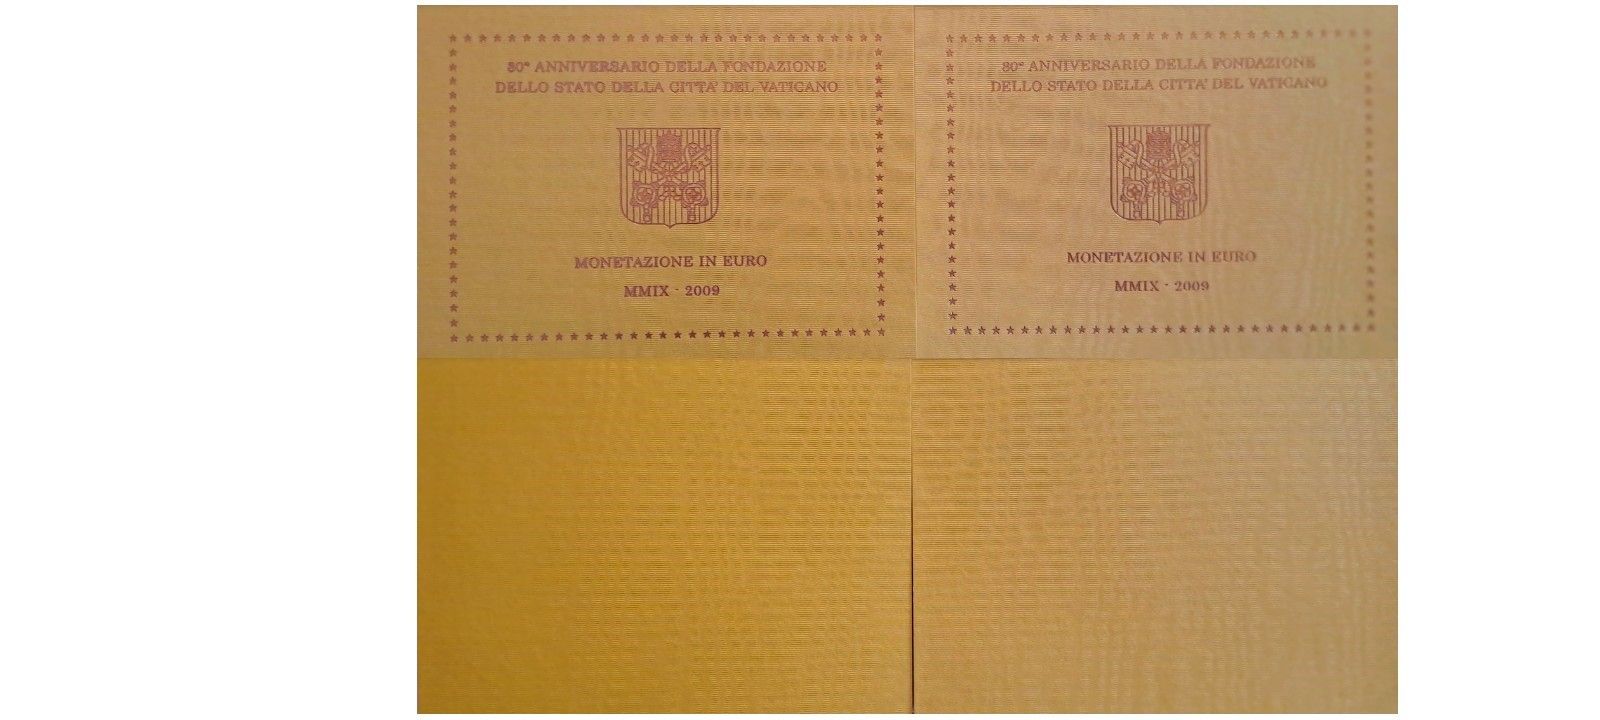 80° ANNIVERSARIO DELLA FONDAZIONE
DELLO STATO DELLA CITTA' DEL VATICANO
MONETAZIONE IN EURO
MMIX - 2009
80° ANNIVERSARIO DELLA FONDAZIONE
DELLO STATO DELLA CITTA' DEL VATICANO
MONETAZIONE IN EURO
MMIX - 2009